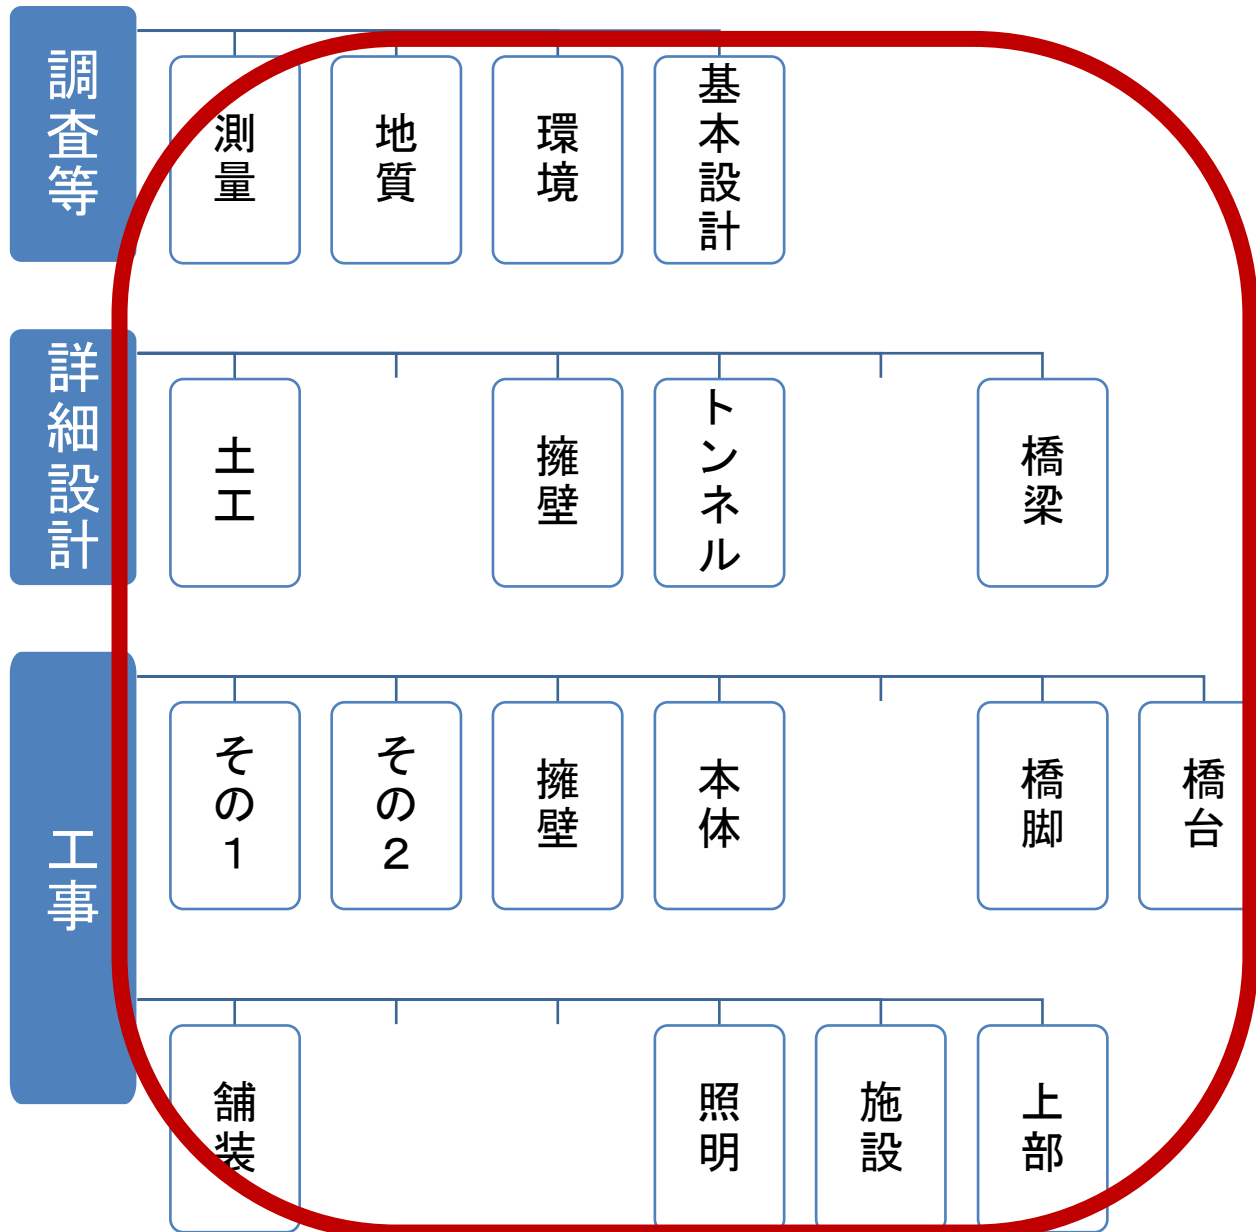 調査等
測量
地質
環境
基本設計
詳細設計
土工
擁壁
トンネル
橋梁
工事
その1
その2
擁壁
本体
橋脚
橋台
舗装
照明
施設
上部